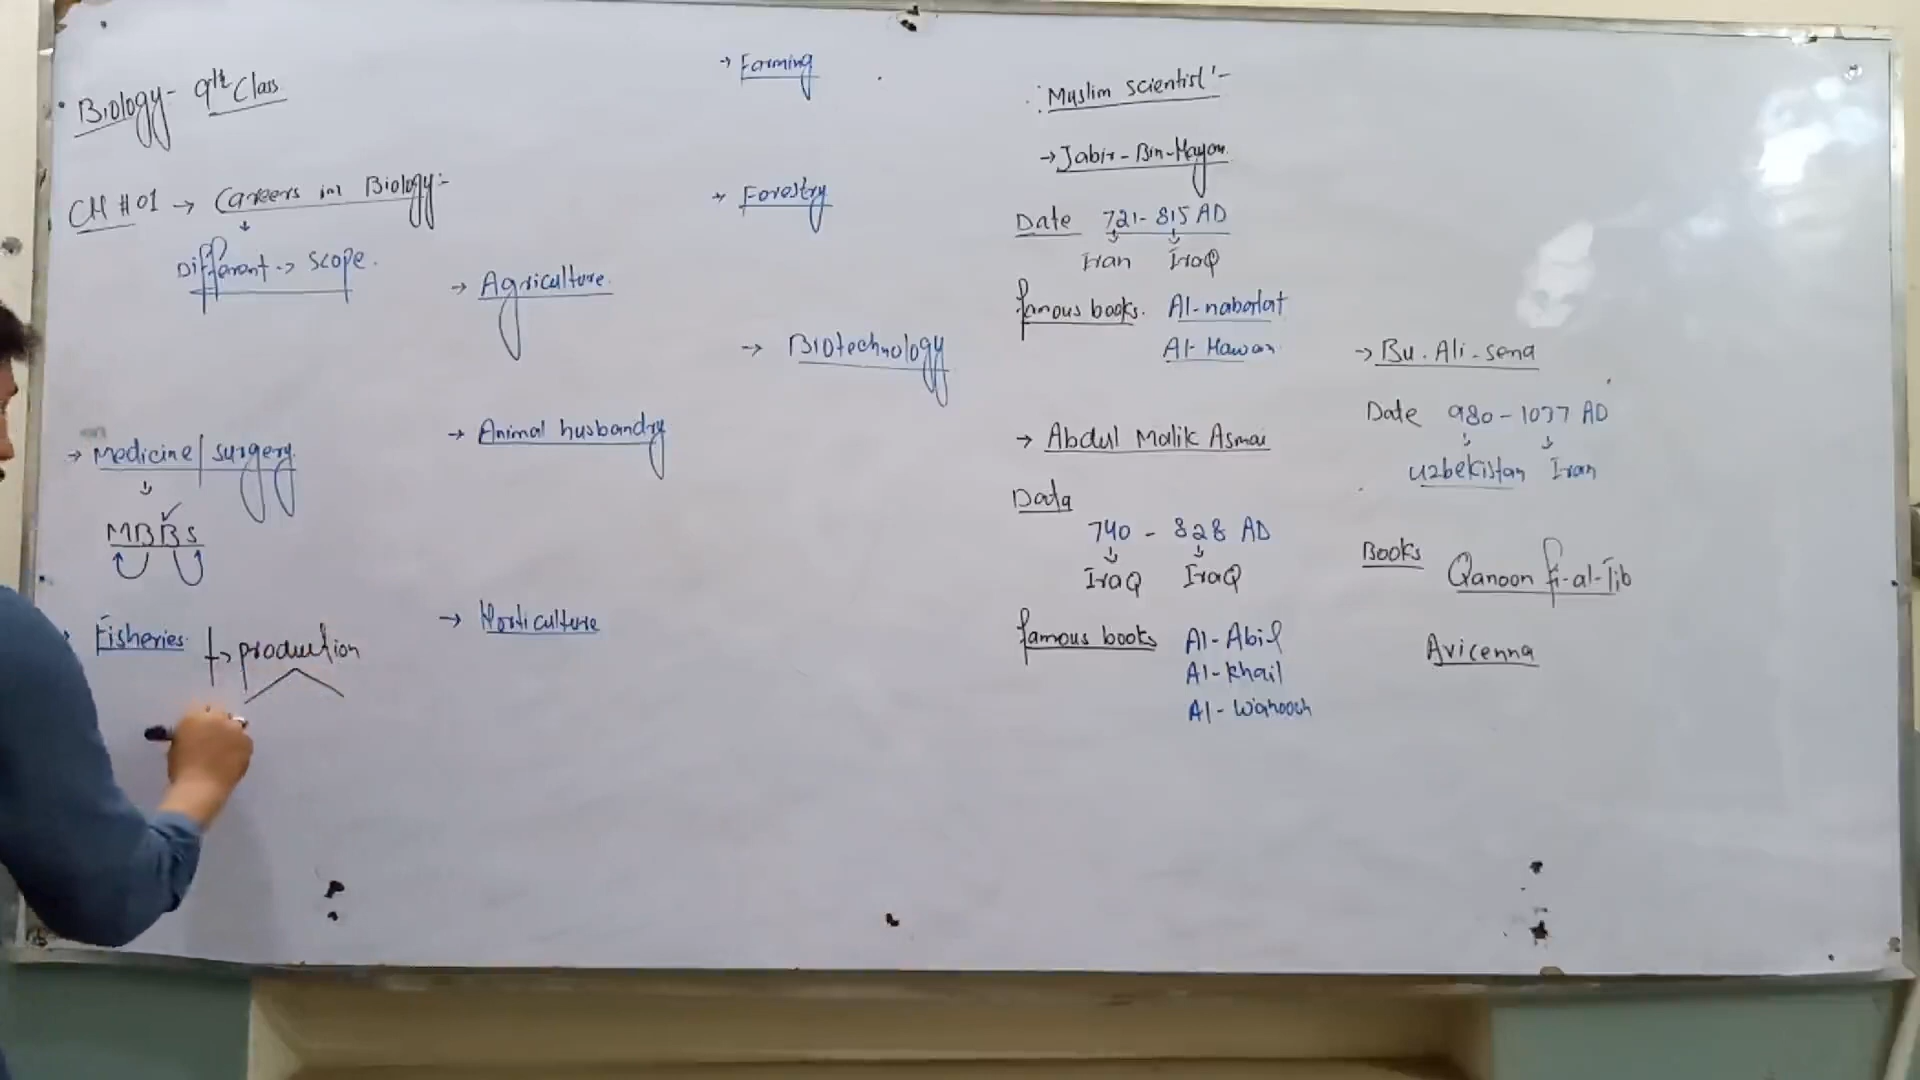 Biology - 9th Class
CH # 01 → Careers in Biology:-
Different → scope.
→ Medicine / surgery
MBBS
Fisheries → production
→ Agriculture.
→ Animal husbandry
→ Horticulture
→ Farming
→ Forestry
→ Biotechnology
Muslim scientist :-
→ Jabir-Bin-Hayan
Date 721 - 815 AD
Iran IraQ
famous books. Al-nabatat
Al-Hawan
→ Abdul Malik Asmai
Data
740 - 828 AD
IraQ IraQ
famous books Al-Abil
Al-khail
Al-wahoosh
→ Bu. Ali - sena
Date 980 - 1037 AD
Uzbekistan Iran
Books Qanoon fi-al-Tib
Avicenna